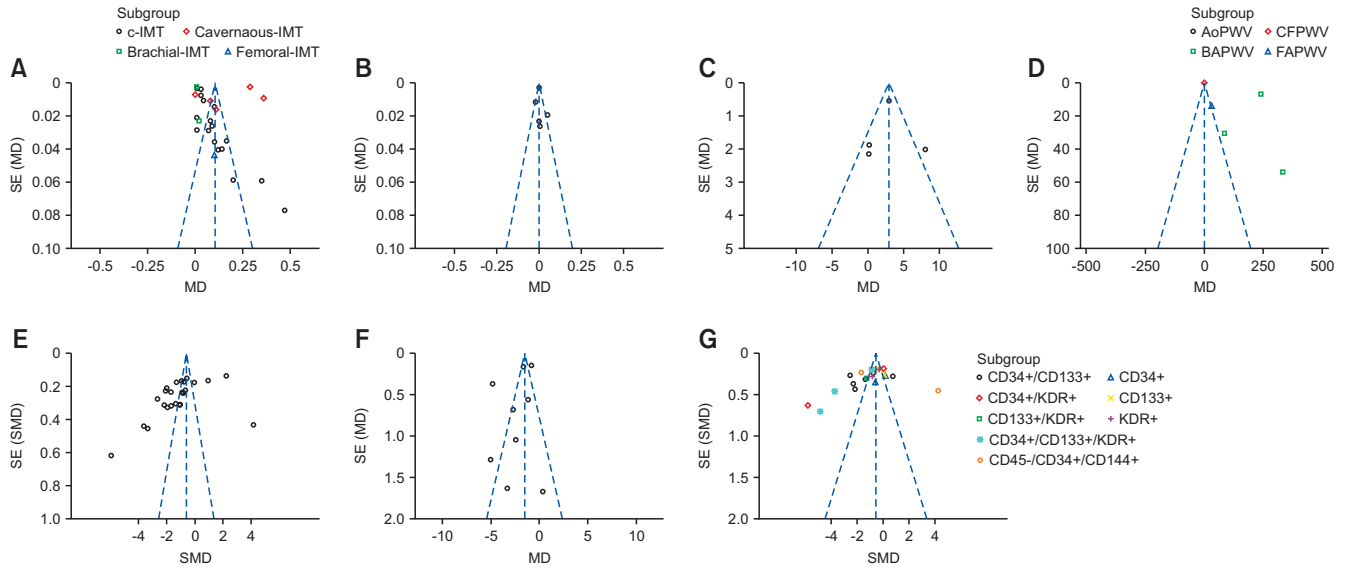 Subgroup
c-IMT Cavernaous-IMT
Brachial-IMT Femoral-IMT
Subgroup
AoPWV CFPWV
BAPWV FAPWV
A
SE (MD)
0
0.02
0.04
0.06
0.08
0.10
-0.5 -0.25 0 0.25 0.5
MD
B
SE (MD)
0
0.02
0.04
0.06
0.08
0.10
-0.5 -0.25 0 0.25 0.5
MD
C
SE (MD)
0
1
2
3
4
5
-10 -5 0 5 10
MD
D
SE (MD)
0
20
40
60
80
100
-500 -250 0 250 500
MD
E
SE (SMD)
0
0.2
0.4
0.6
0.8
1.0
-4 -2 0 2 4
SMD
F
SE (MD)
0
0.5
1.0
1.5
2.0
-10 -5 0 5 10
MD
G
SE (SMD)
0
0.5
1.0
1.5
2.0
-4 -2 0 2 4
SMD
Subgroup
CD34+/CD133+ CD34+
CD34+/KDR+ CD133+
CD133+/KDR+ KDR+
CD34+/CD133+/KDR+
CD45-/CD34+/CD144+